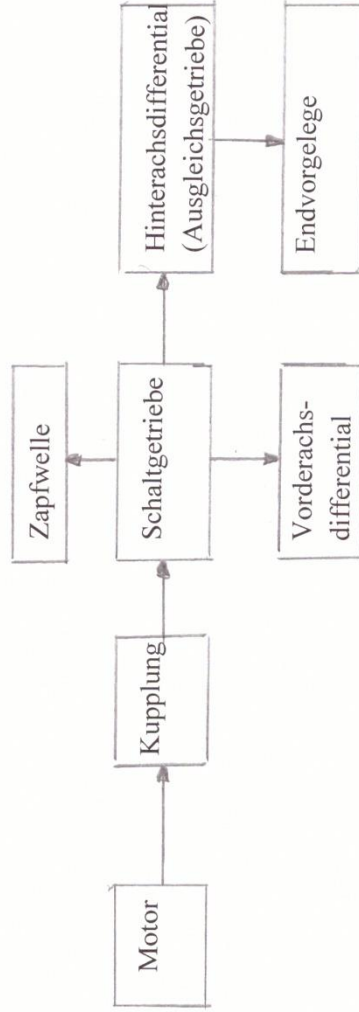 Zapfwelle
Motor
Kupplung
Schaltgetriebe
Hinterachsdifferential
(Ausgleichsgetriebe)
Vorderachs-
differential
Endvorgelege